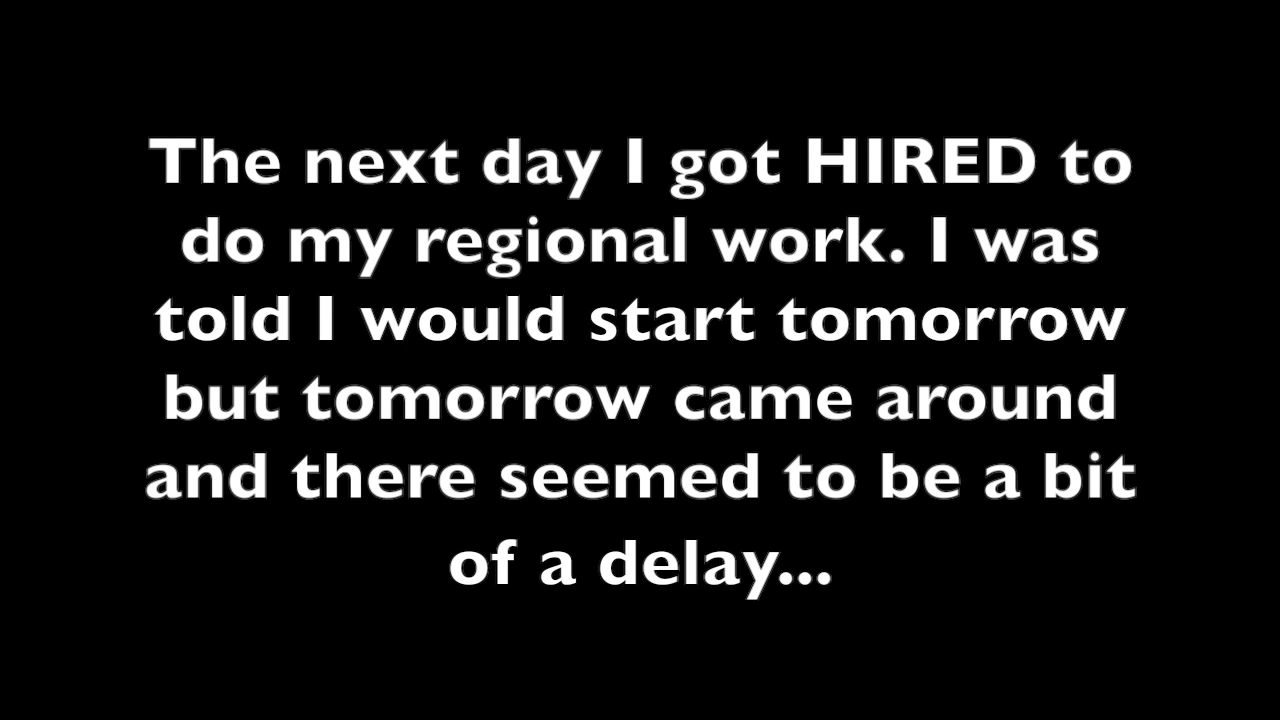 The next day I got HIRED to
do my regional work. I was
told I would start tomorrow
but tomorrow came around
and there seemed to be a bit
of a delay...